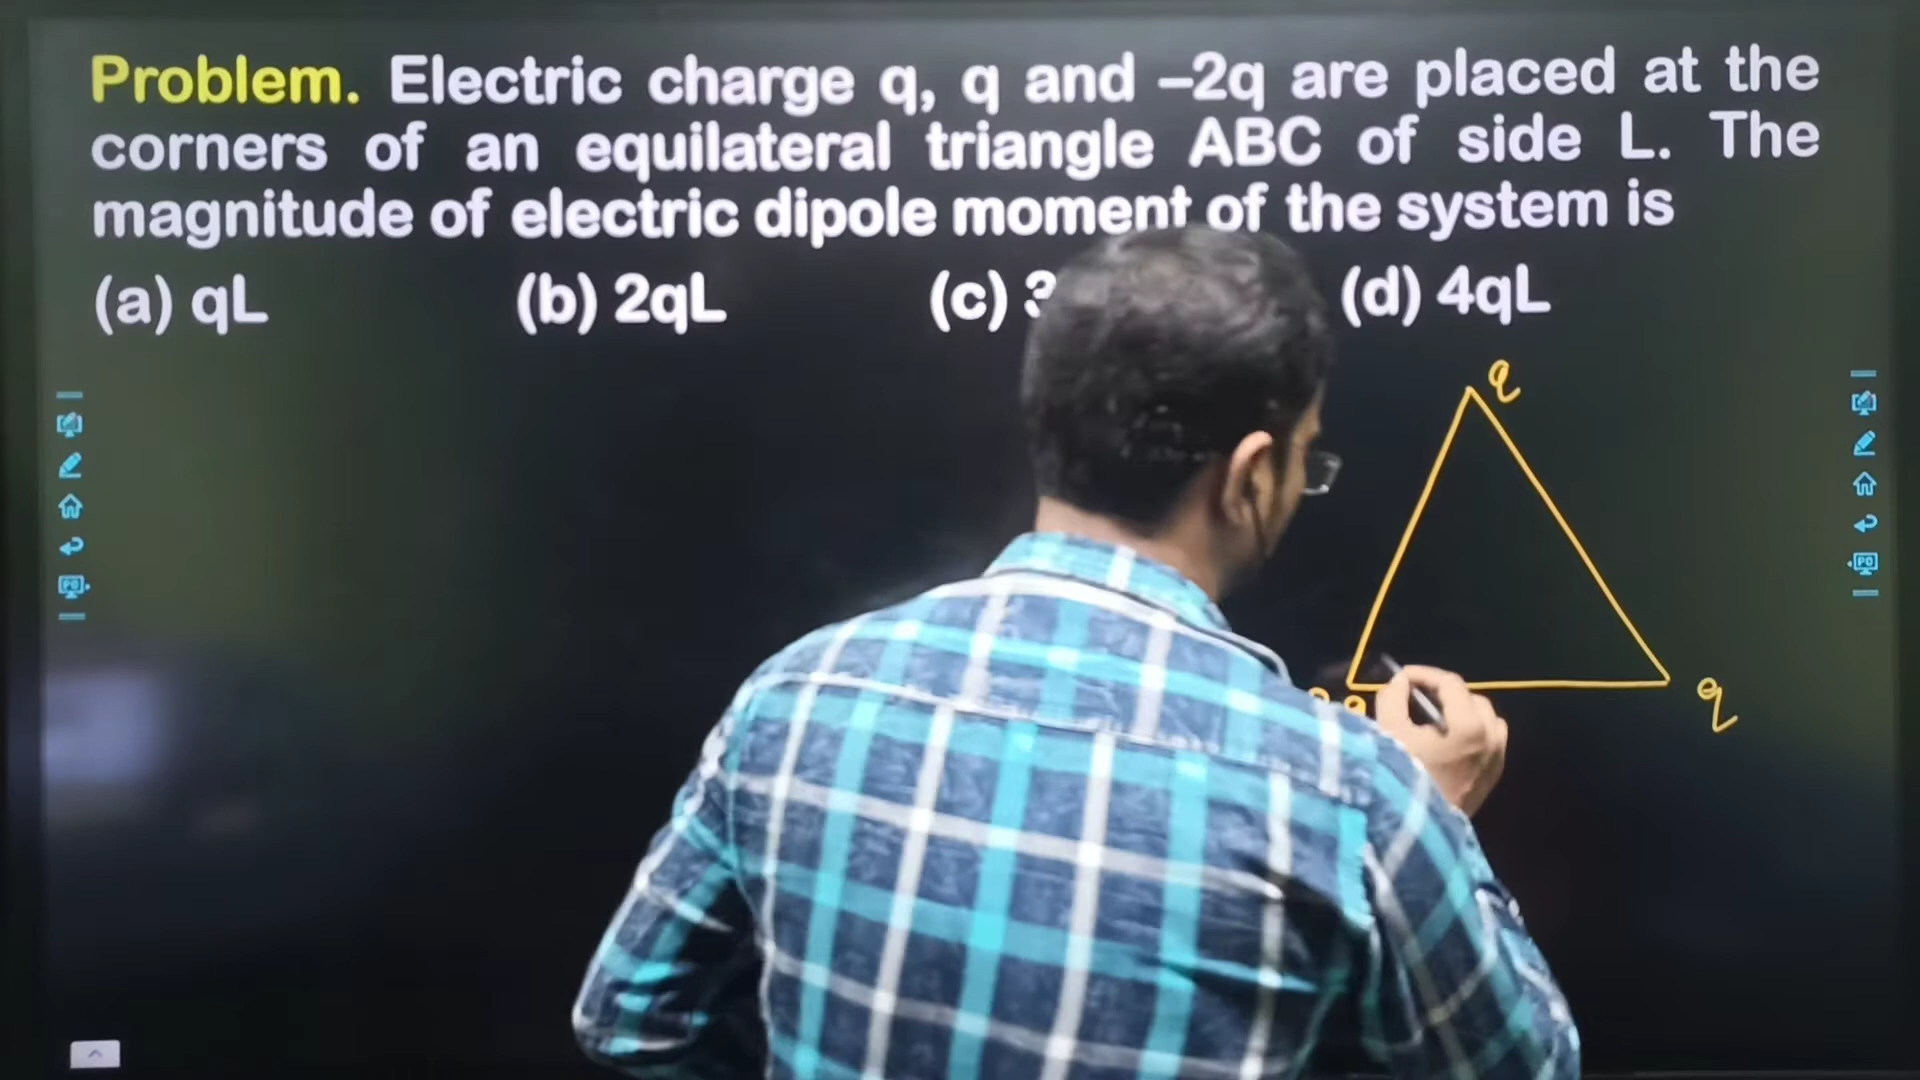 Problem. Electric charge q, q and –2q are placed at the
corners of an equilateral triangle ABC of side L. The
magnitude of electric dipole moment of the system is
(a) qL (b) 2qL (c) 3 (d) 4qL
q
q